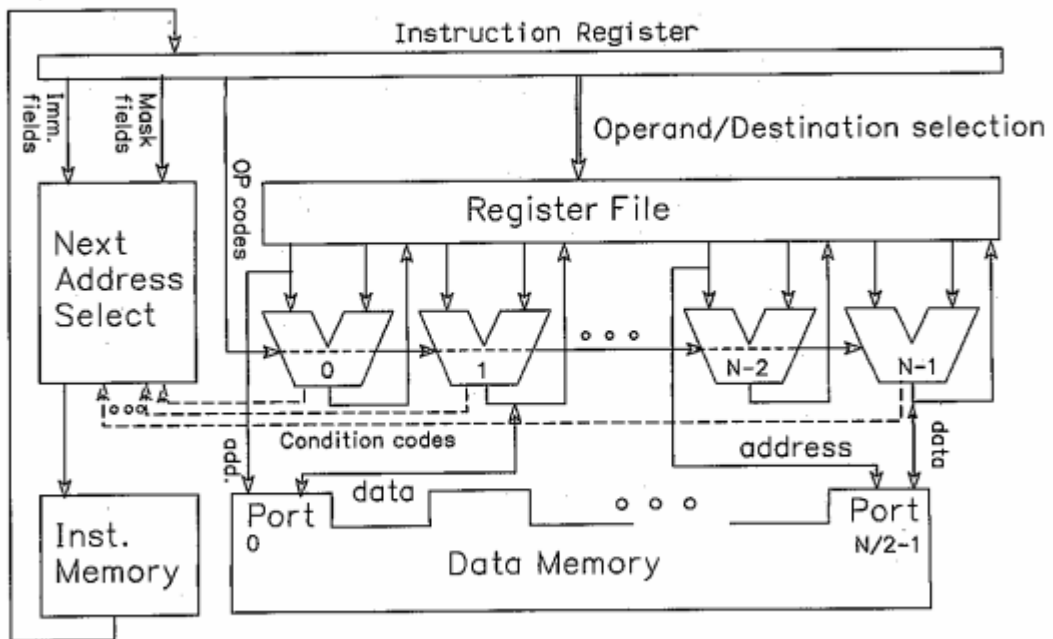 Instruction Register
Imm.
fields
Mask
fields
OP codes
Operand/Destination selection
Register File
Next
Address
Select
0
1
N-2
N-1
Condition codes
add.
data
address
data
Port
0
Port
N/2-1
Inst.
Memory
Data Memory